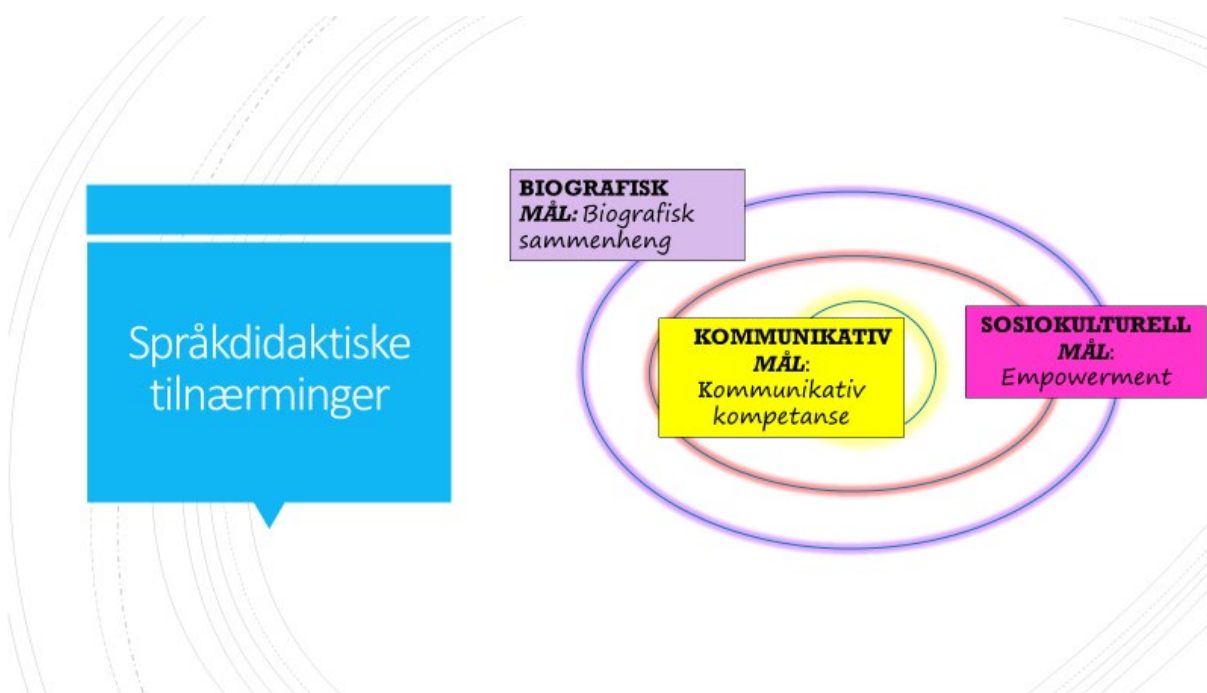 Språkdidaktiske
tilnærminger
BIOGRAFISK
MÅL: Biografisk
sammenheng
KOMMUNIKATIV
MÅL:
Kommunikativ
kompetanse
SOSIOKULTURELL
MÅL:
Empowerment